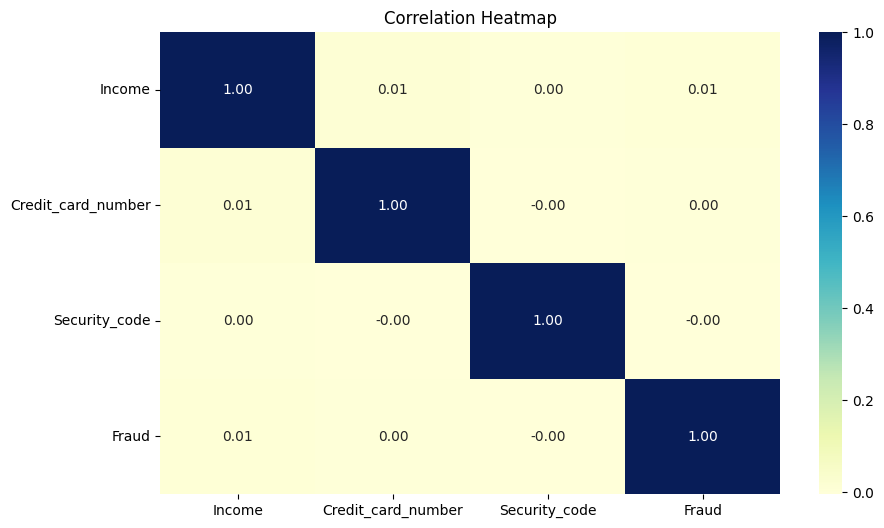 Correlation Heatmap
Income 1.00 0.01 0.00 0.01
Credit_card_number 0.01 1.00 -0.00 0.00
Security_code 0.00 -0.00 1.00 -0.00
Fraud 0.01 0.00 -0.00 1.00
Income Credit_card_number Security_code Fraud
1.0
0.8
0.6
0.4
0.2
0.0